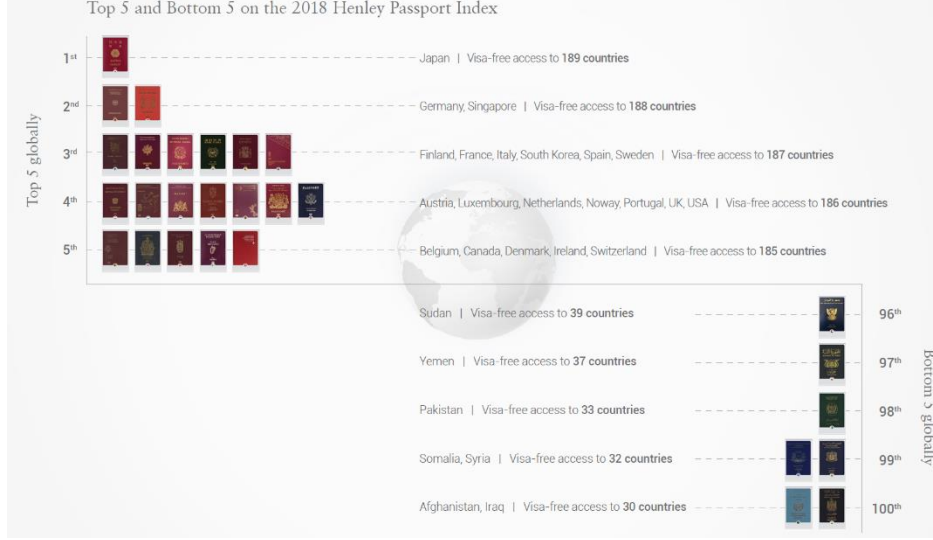 Top 5 and Bottom 5 on the 2018 Henley Passport Index
Top 5 globally
1st
Japan | Visa-free access to 189 countries
2nd
Germany, Singapore | Visa-free access to 188 countries
3rd
Finland, France, Italy, South Korea, Spain, Sweden | Visa-free access to 187 countries
4th
Austria, Luxembourg, Netherlands, Noway, Portugal, UK, USA | Visa-free access to 186 countries
5th
Belgium, Canada, Denmark, Ireland, Switzerland | Visa-free access to 185 countries
Sudan | Visa-free access to 39 countries
96th
Yemen | Visa-free access to 37 countries
97th
Pakistan | Visa-free access to 33 countries
98th
Somalia, Syria | Visa-free access to 32 countries
99th
Afghanistan, Iraq | Visa-free access to 30 countries
100th
Bottom 5 globally